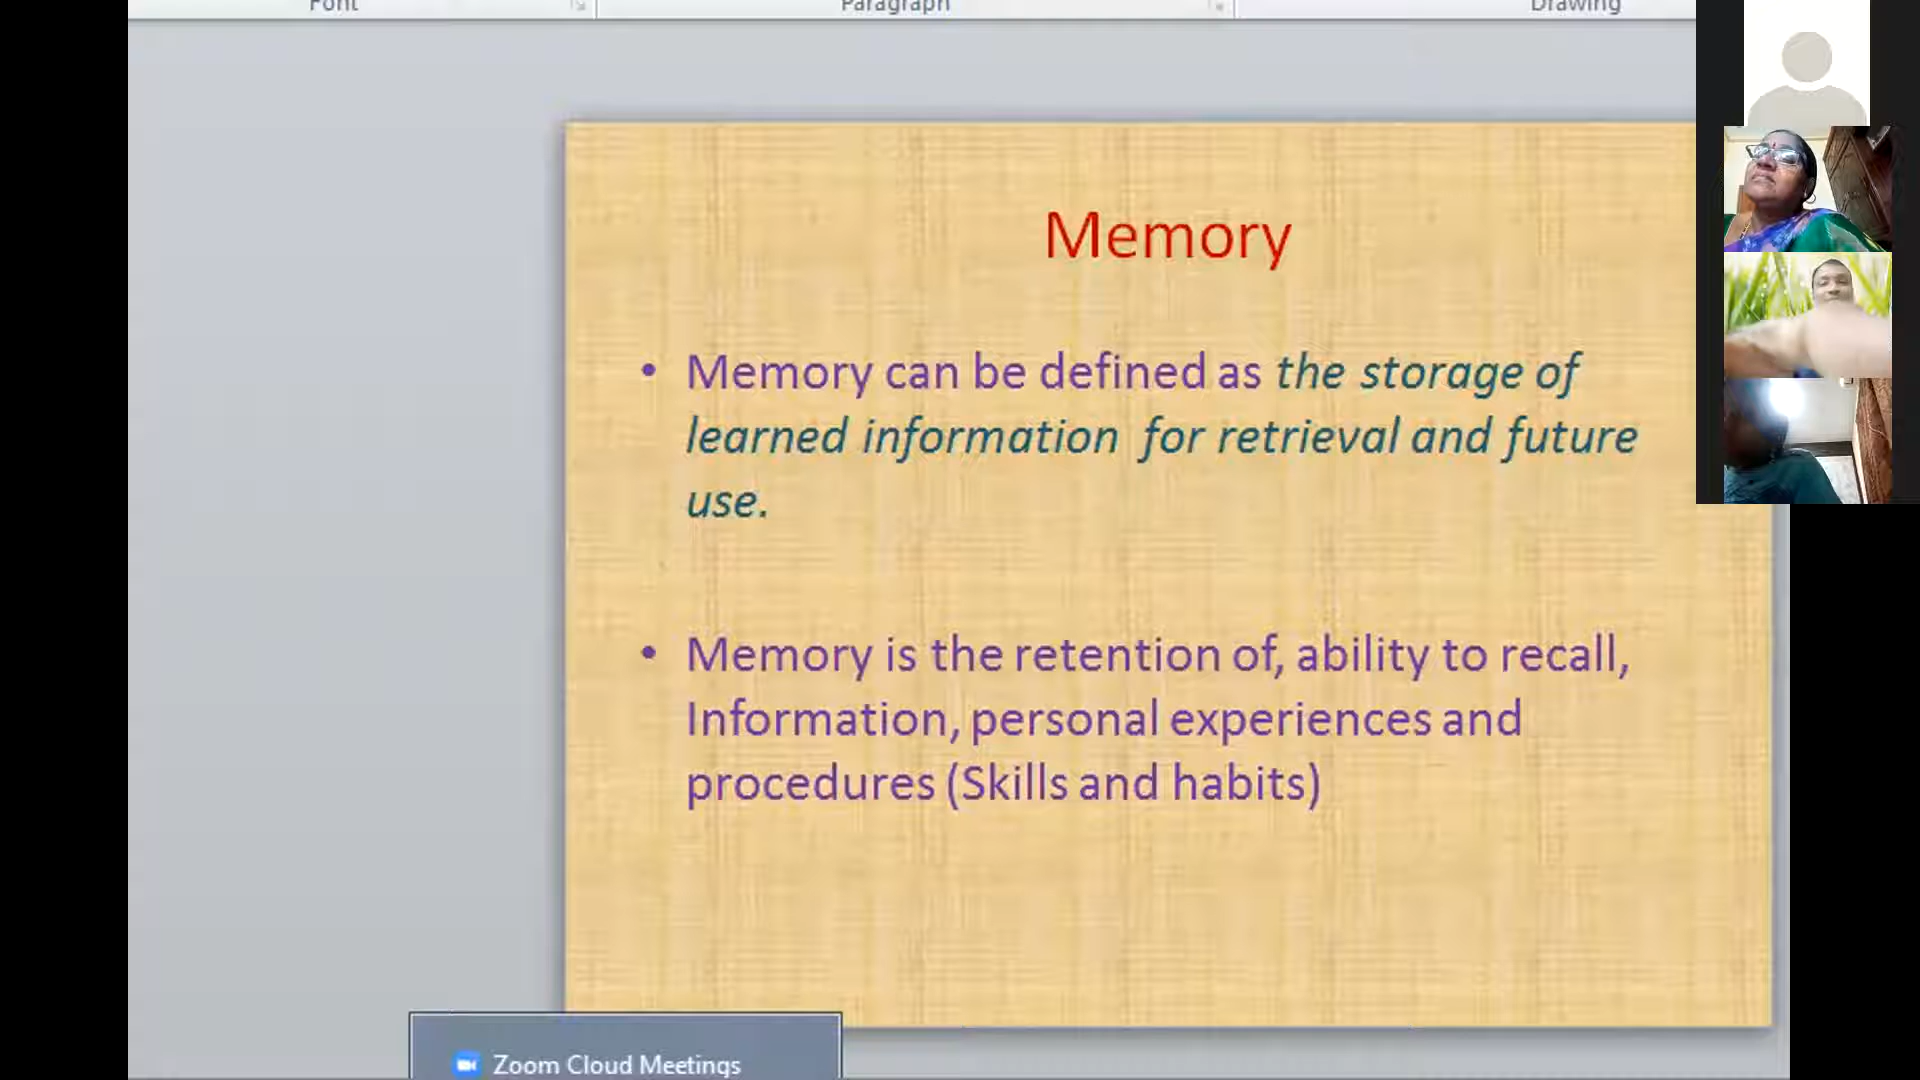 Font
Paragraph
Drawing
Memory
• Memory can be defined as the storage of
learned information for retrieval and future
use.
• Memory is the retention of, ability to recall,
Information, personal experiences and
procedures (Skills and habits)
Zoom Cloud Meetings